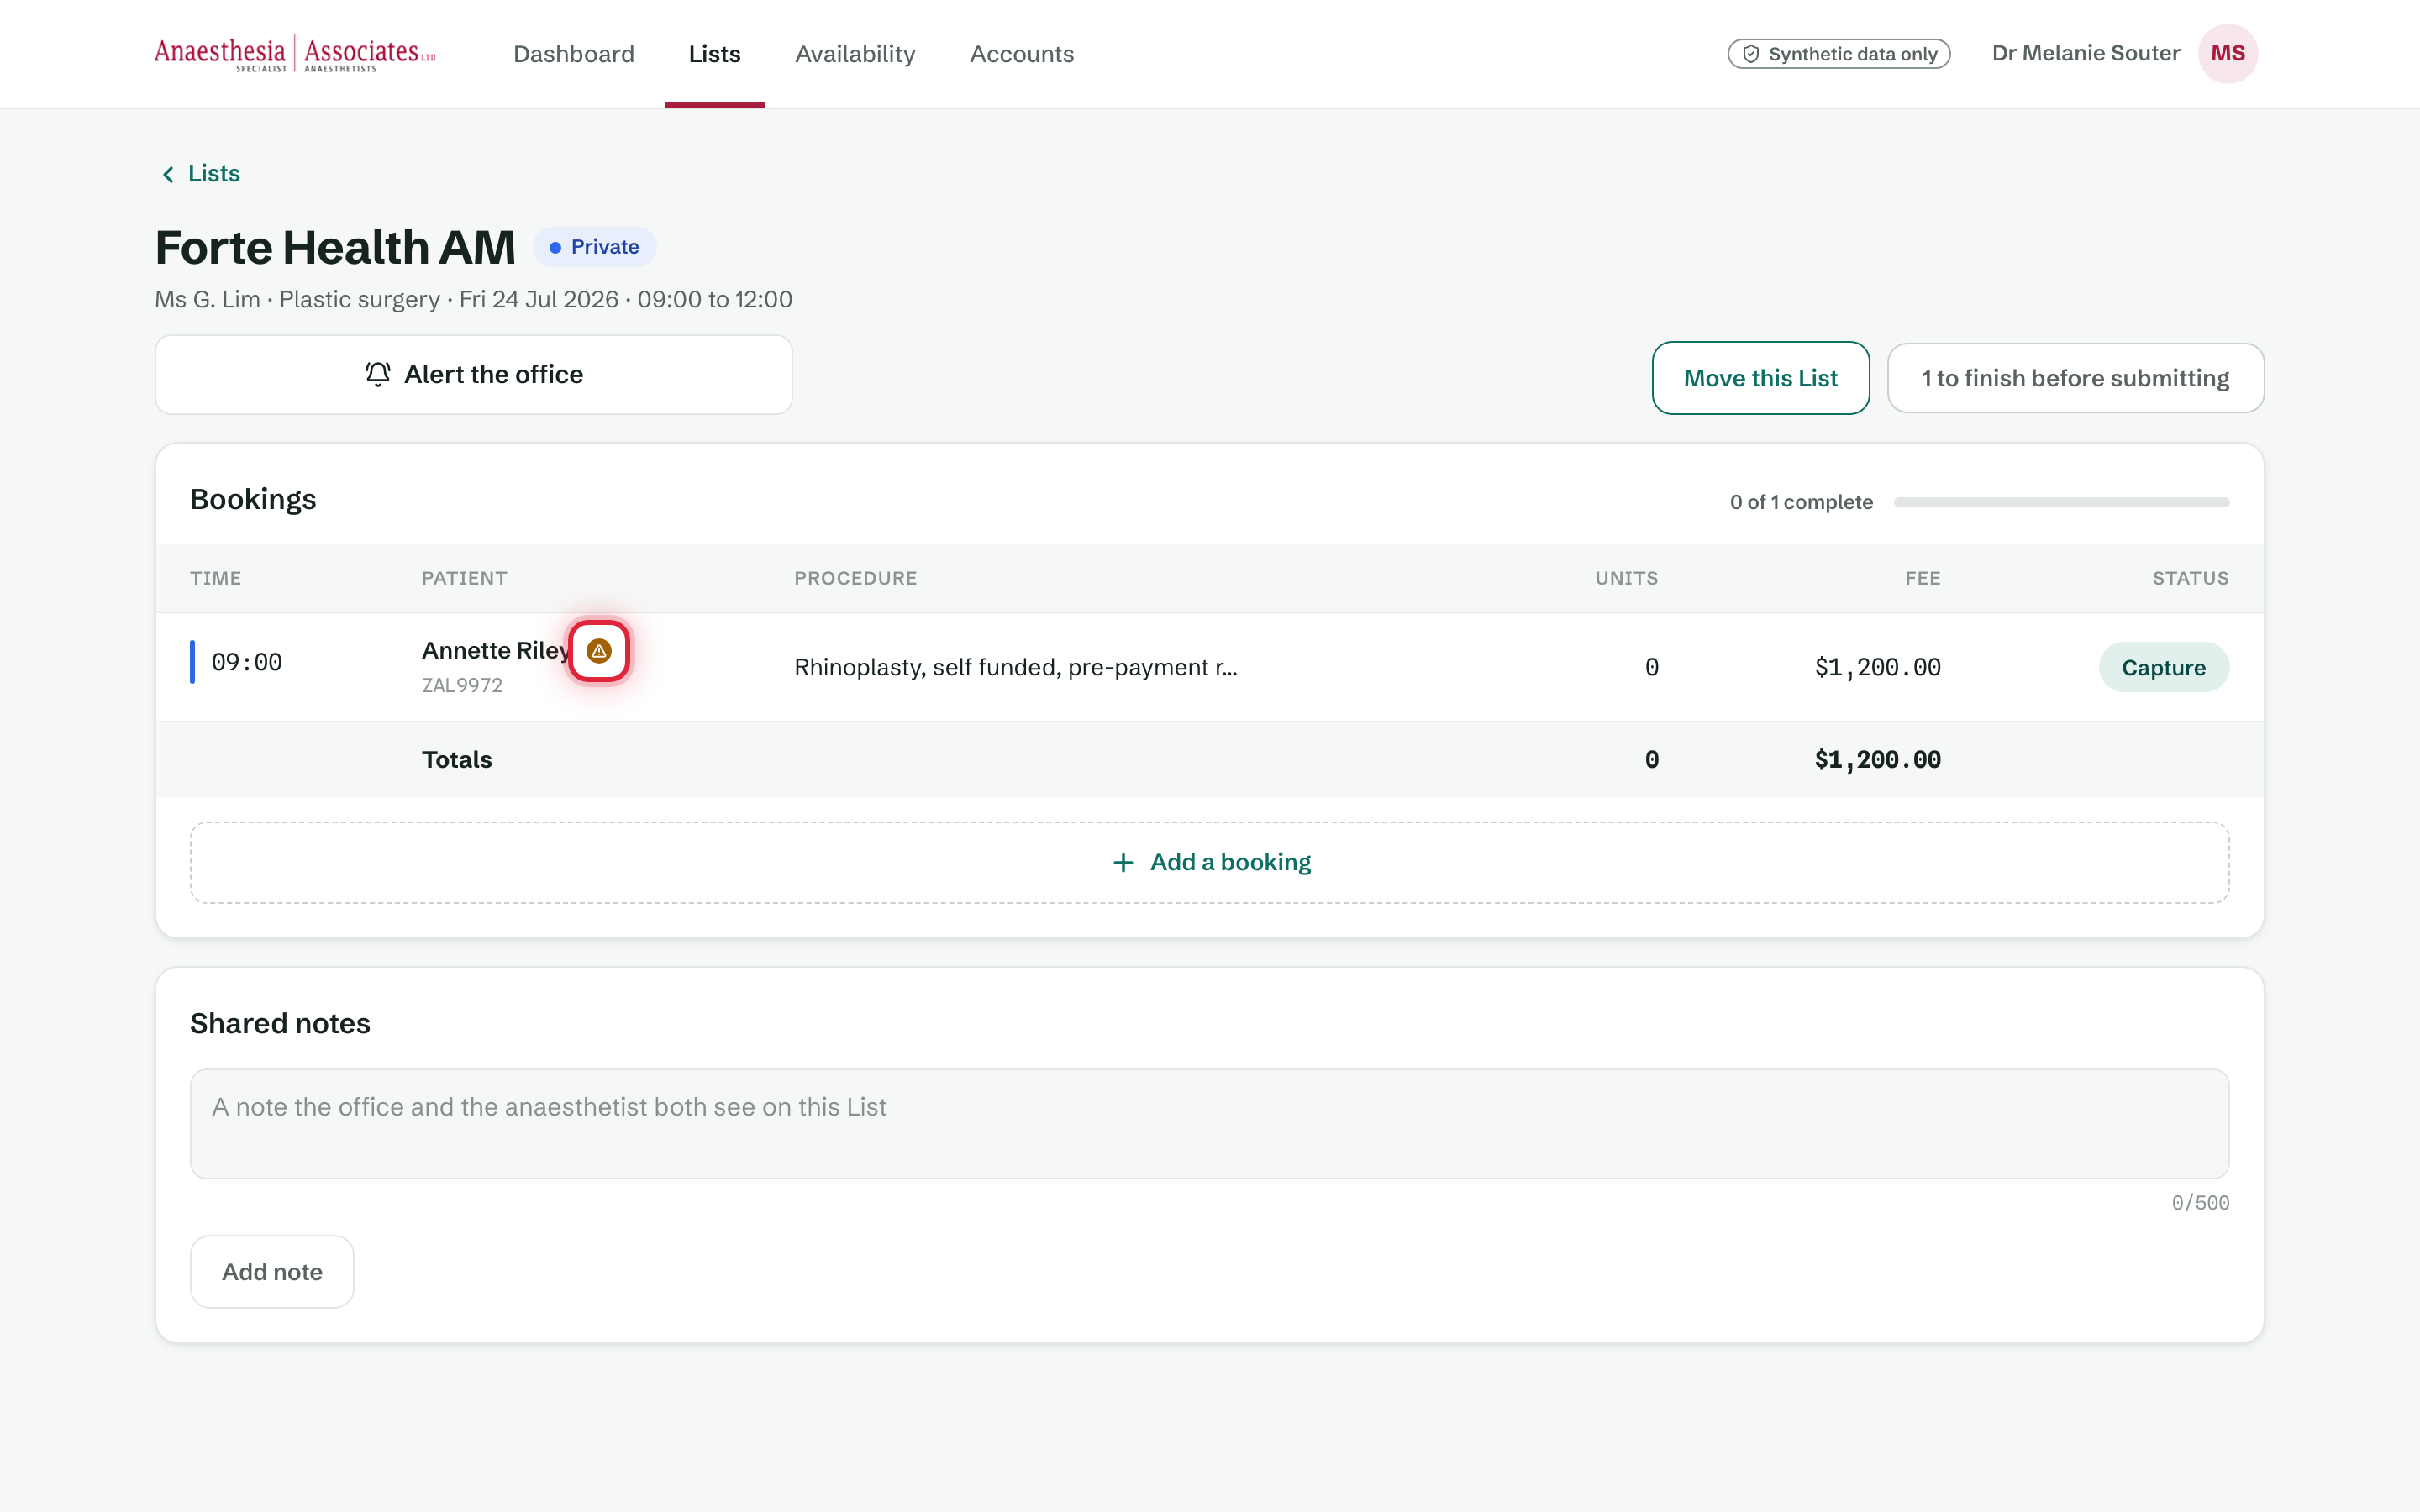 Anaesthesia Associates LTD
SPECIALIST ANAESTHETISTS
Dashboard
Lists
Availability
Accounts
Synthetic data only
Dr Melanie Souter
MS
Lists
Forte Health AM
Private
Ms G. Lim · Plastic surgery · Fri 24 Jul 2026 · 09:00 to 12:00
Alert the office
Move this List
1 to finish before submitting
Bookings
0 of 1 complete
TIME PATIENT PROCEDURE UNITS FEE STATUS
09:00 Annette Riley Rhinoplasty, self funded, pre-payment r... 0 $1,200.00 Capture
ZAL9972
Totals 0 $1,200.00
+ Add a booking
Shared notes
A note the office and the anaesthetist both see on this List
0/500
Add note